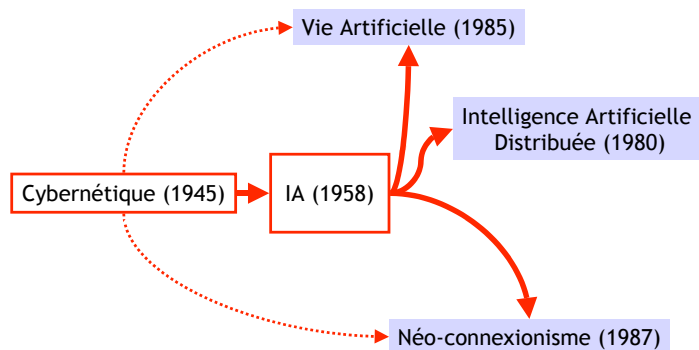 Vie Artificielle (1985)
Intelligence Artificielle
Distribuée (1980)
Cybernétique (1945)
IA (1958)
Néo-connexionisme (1987)